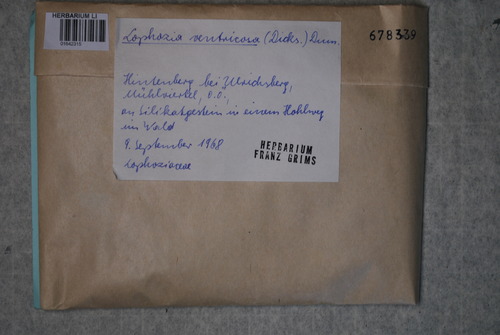 HERBARIUM LI
678339
Lophozia ventricosa (Dicks.) Dum.
Hintenberg bei Ulrichsberg,
Mühlviertel, O.Ö.,
an Silikatgestein in einem Hohlweg
im Wald
9. September 1968
Lophoziaceae
HERBARIUM
FRANZ GRIMS